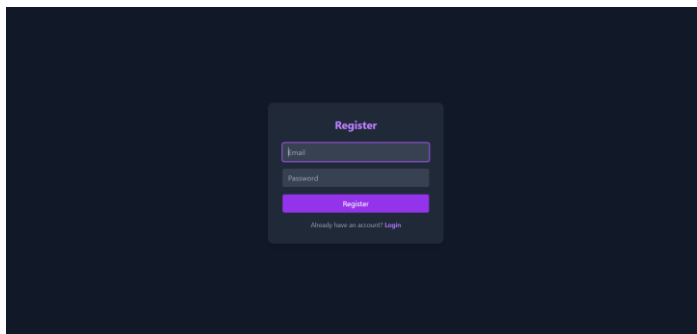 Register
Email
Password
Register
Already have an account? Login